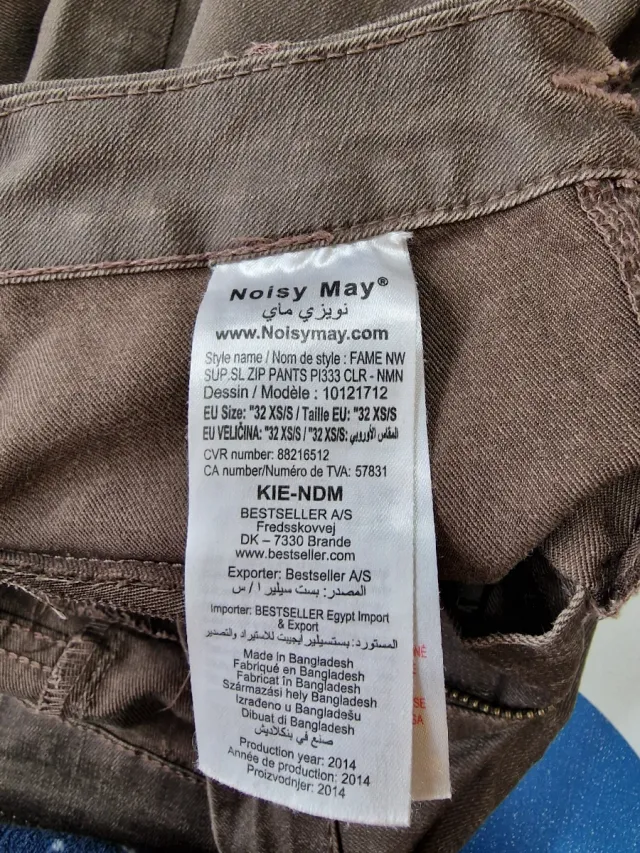 Noisy May®
نويزي ماي
www.Noisymay.com
Style name / Nom de style : FAME NW
SUP.SL ZIP PANTS PI333 CLR - NMN
Dessin / Modèle : 10121712
EU Size: "32 XS/S / Taille EU: "32 XS/S
EU VELIČINA: "32 XS/S / "32 XS/S: المقاس الأوروبي
CVR number: 88216512
CA number/Numéro de TVA: 57831
KIE-NDM
BESTSELLER A/S
Fredsskovvej
DK – 7330 Brande
www.bestseller.com
Exporter: Bestseller A/S
المصدر: بست سيلير ا / س
Importer: BESTSELLER Egypt Import
& Export
المستورد: بستسيلير أيجيبت للاستيراد والتصدير
Made in Bangladesh
Fabriqué en Bangladesh
Fabricat în Bangladesh
Származási hely Bangladesh
Izrađeno u Bangladešu
Dibuat di Bangladesh
صنع في بنكلاديش
Production year: 2014
Année de production: 2014
Proizvodnjer: 2014